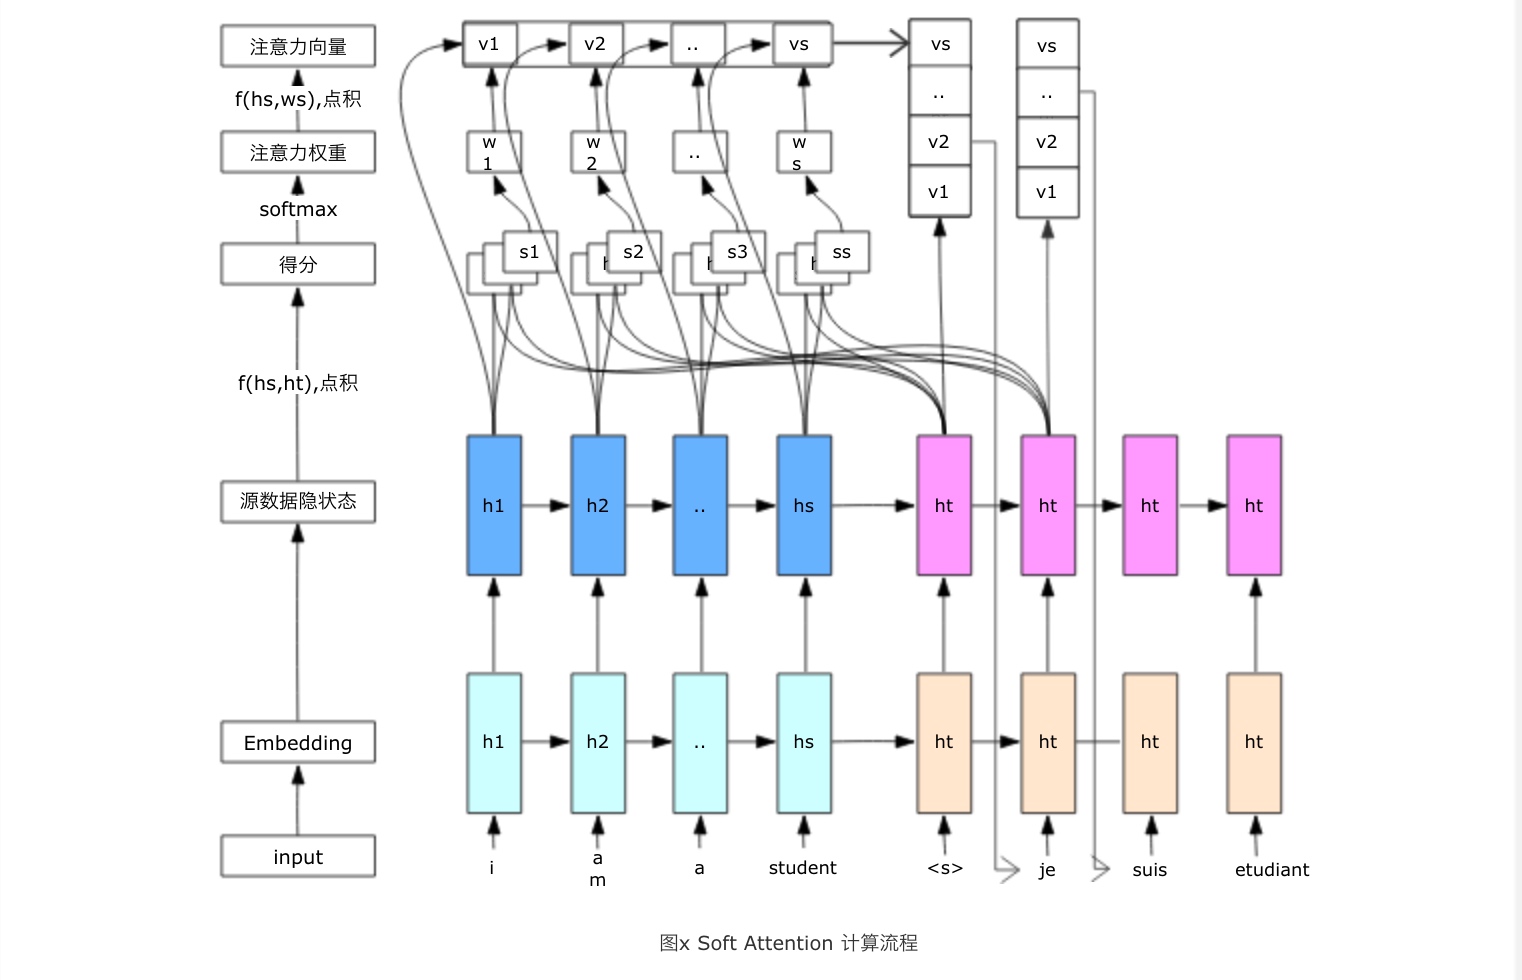 注意力向量
f(hs,ws),点积
注意力权重
softmax
得分
f(hs,ht),点积
源数据隐状态
Embedding
input
v1 v2 .. vs
w
1
w
2
..
w
s
s1 s2 s3 ss
vs
..
v2
v1
vs
..
v2
v1
h1 h2 .. hs ht ht ht ht
h1 h2 .. hs ht ht ht ht
i
a
m
a
student
<s>
je
suis
etudiant
图x Soft Attention 计算流程